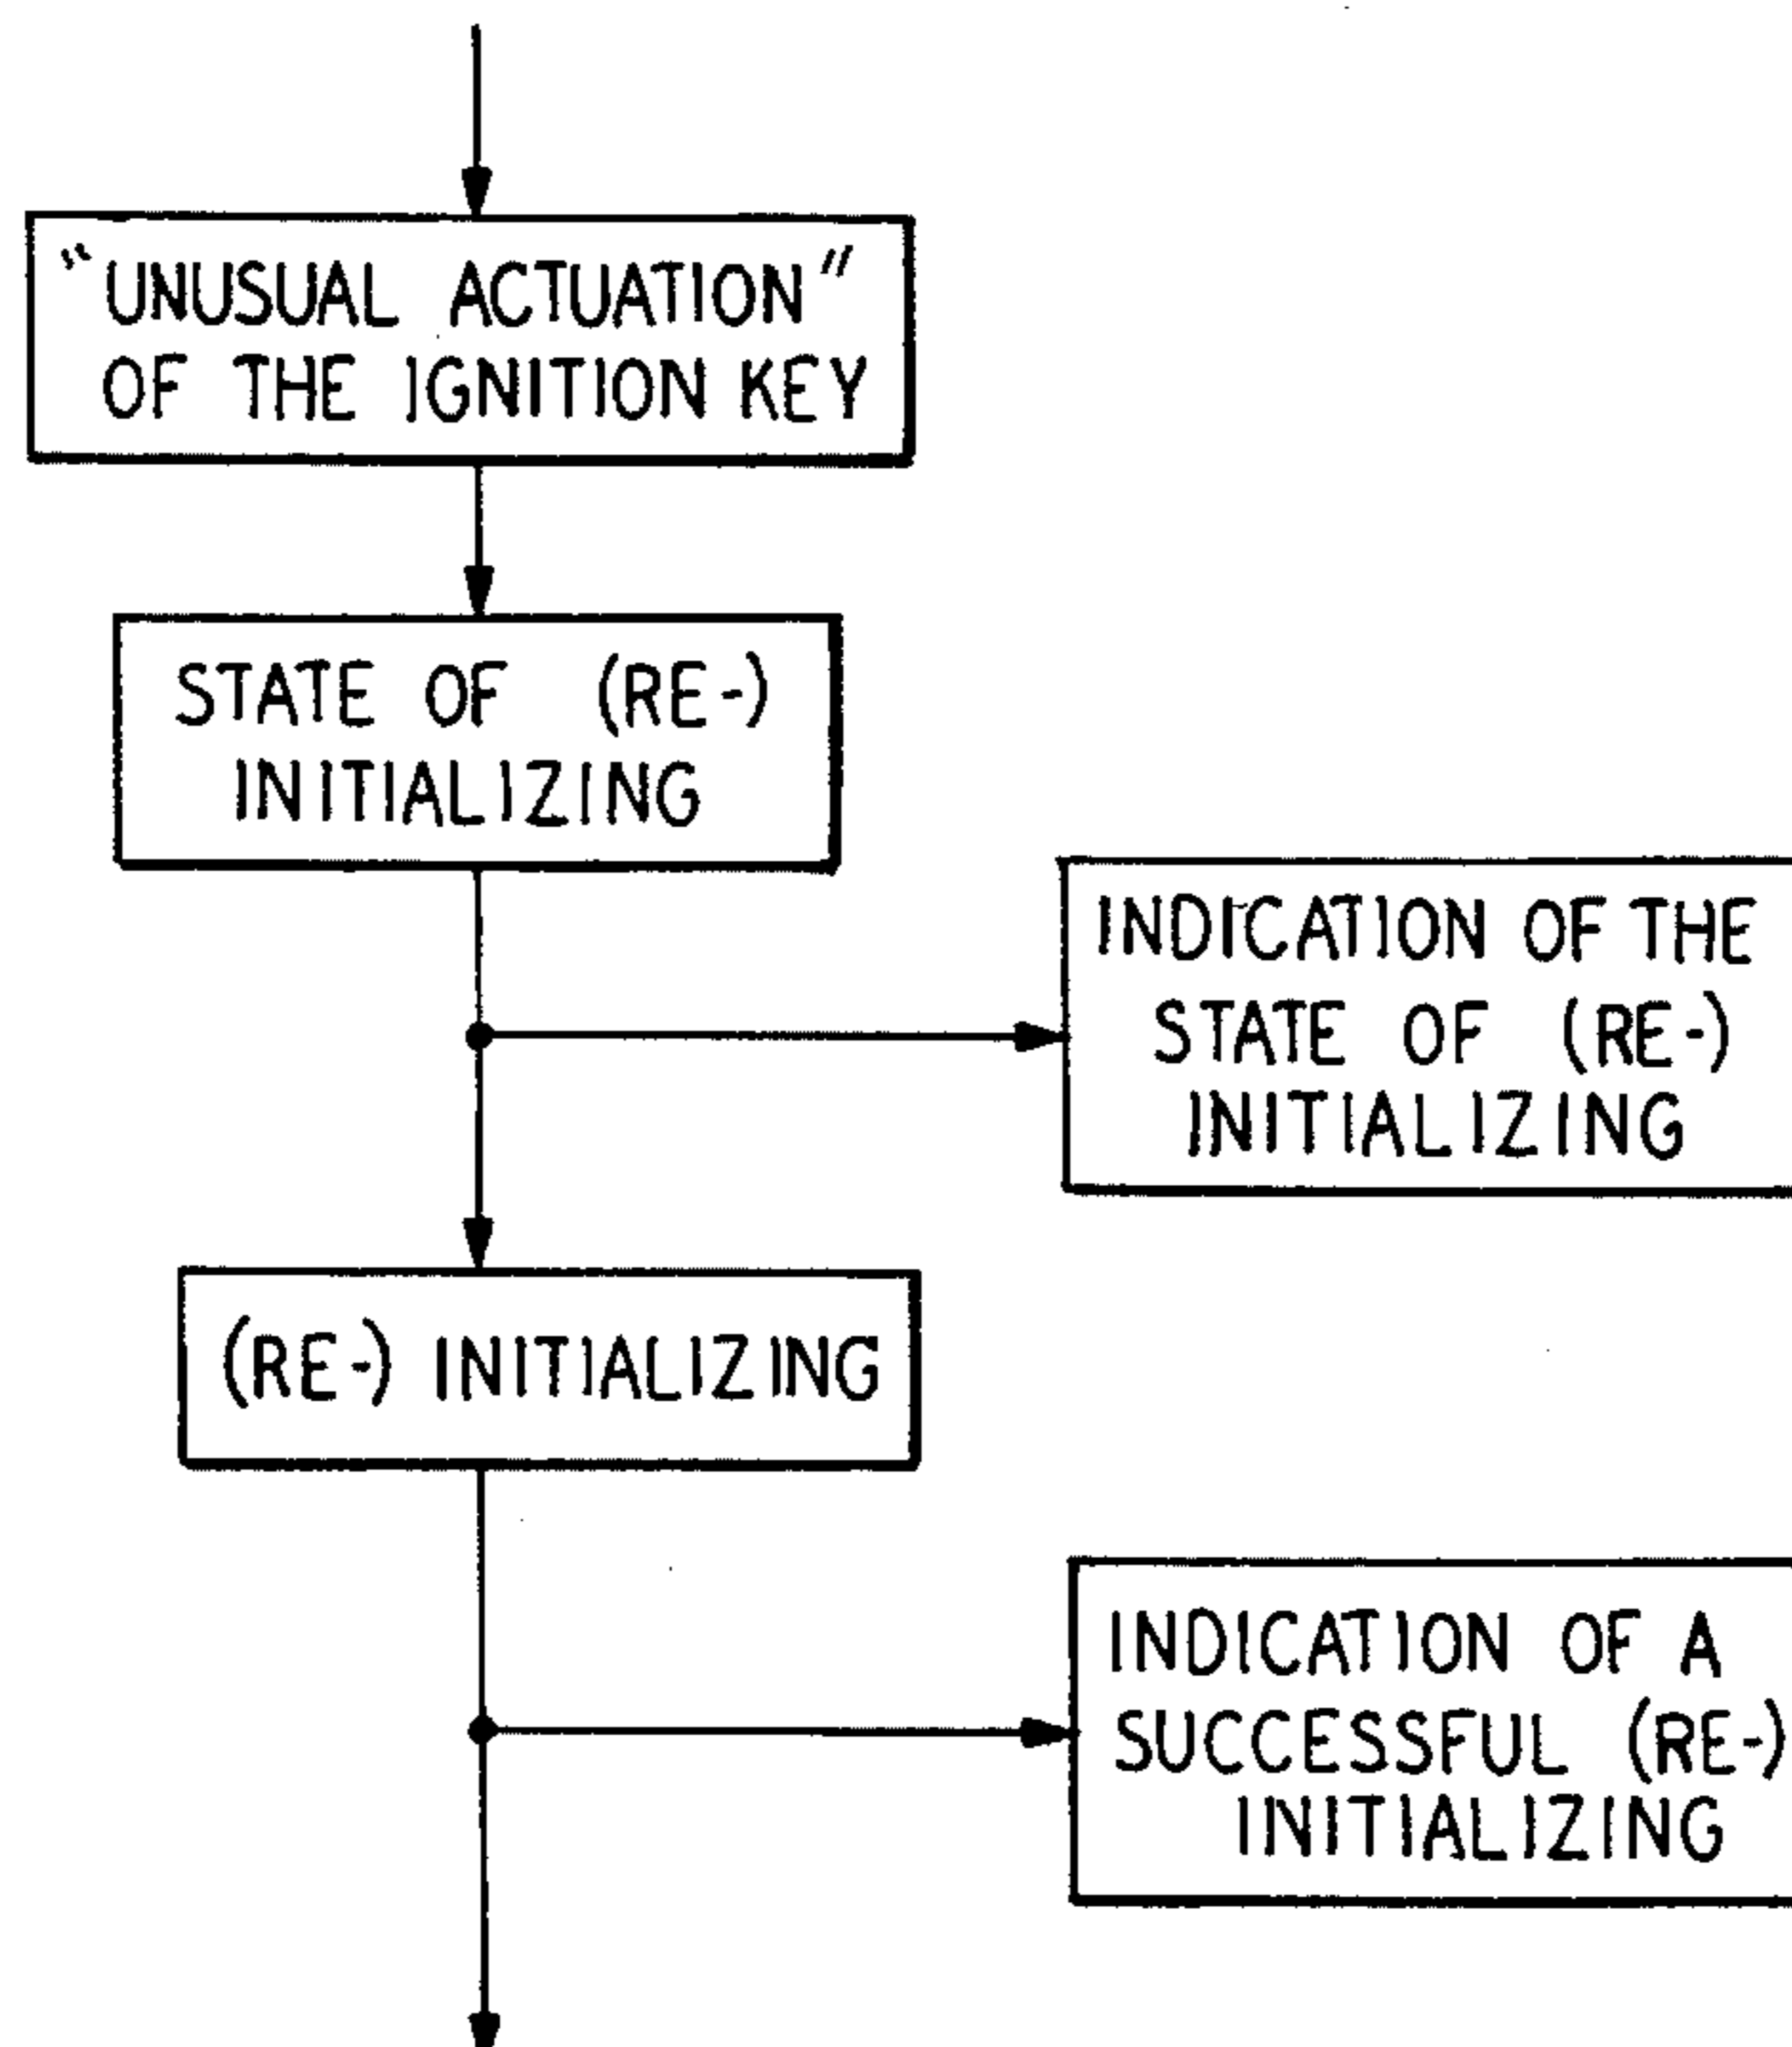 “UNUSUAL ACTUATION”
OF THE IGNITION KEY
STATE OF (RE-)
INITIALIZING
INDICATION OF THE
STATE OF (RE-)
INITIALIZING
(RE-) INITIALIZING
INDICATION OF A
SUCCESSFUL (RE-)
INITIALIZING